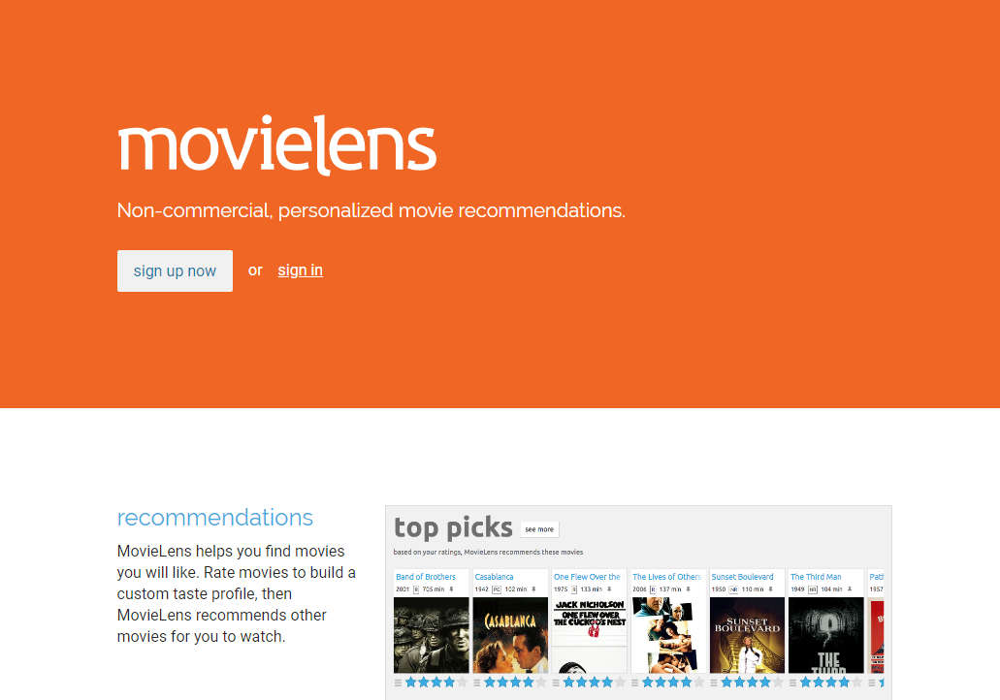 movielens
Non-commercial, personalized movie recommendations.
sign up now or sign in
recommendations
MovieLens helps you find movies
you will like. Rate movies to build a
custom taste profile, then
MovieLens recommends other
movies for you to watch.
top picks see more
based on your ratings, MovieLens recommends these movies
Band of Brothers Casablanca One Flew Over the The Lives of Others Sunset Boulevard The Third Man Path
2001 R 705 min 1942 PG 102 min 1975 R 133 min 2006 R 137 min 1950 NR 110 min 1949 NR 104 min 1957
CASABLANCA
JACK NICHOLSON
ONE FLEW OVER
THE CUCKOO'S NEST
SUNSET
BOULEVARD
THE
THIRD